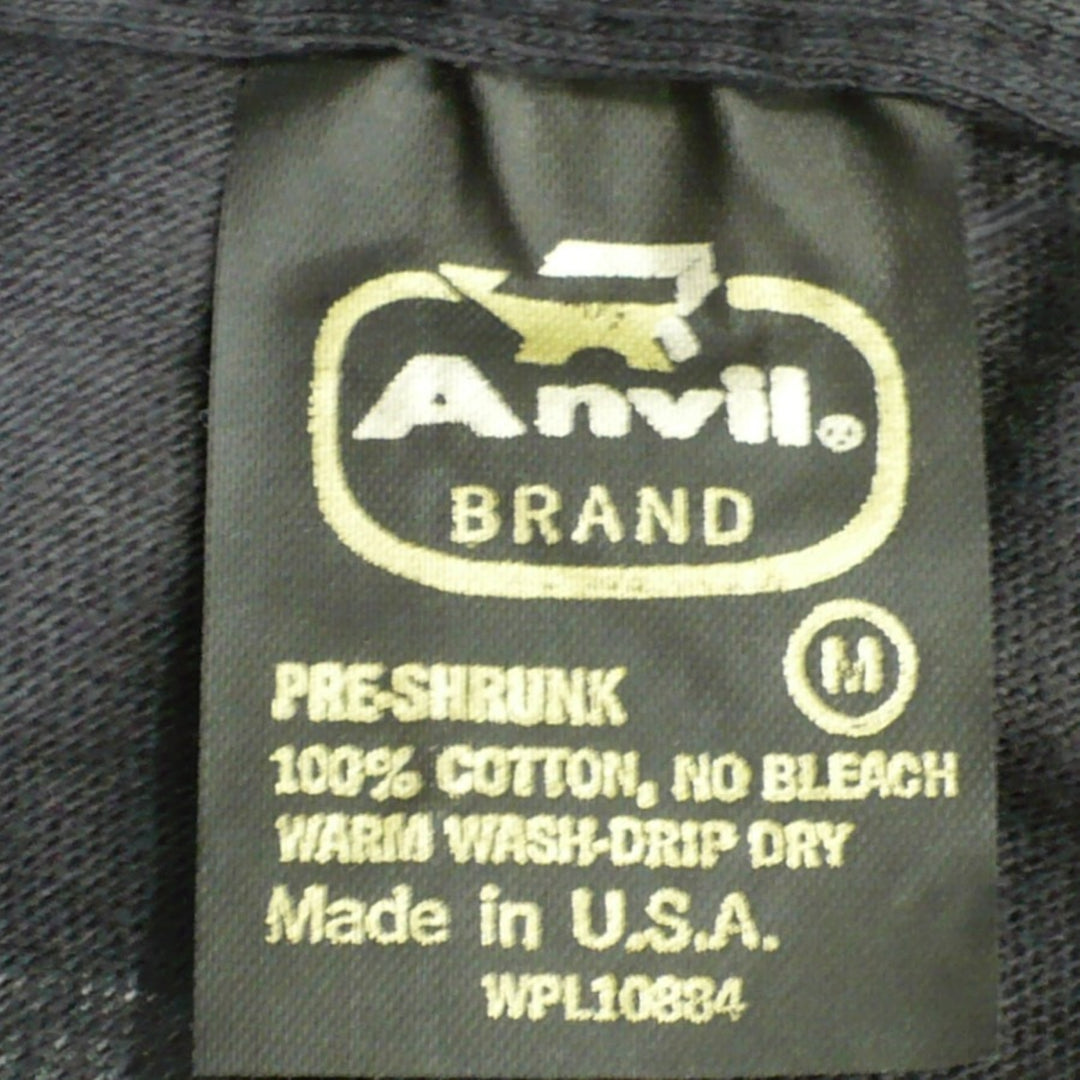 Anvil®
BRAND
M
PRE-SHRUNK
100% COTTON, NO BLEACH
WARM WASH-DRIP DRY
Made in U.S.A.
WPL10884